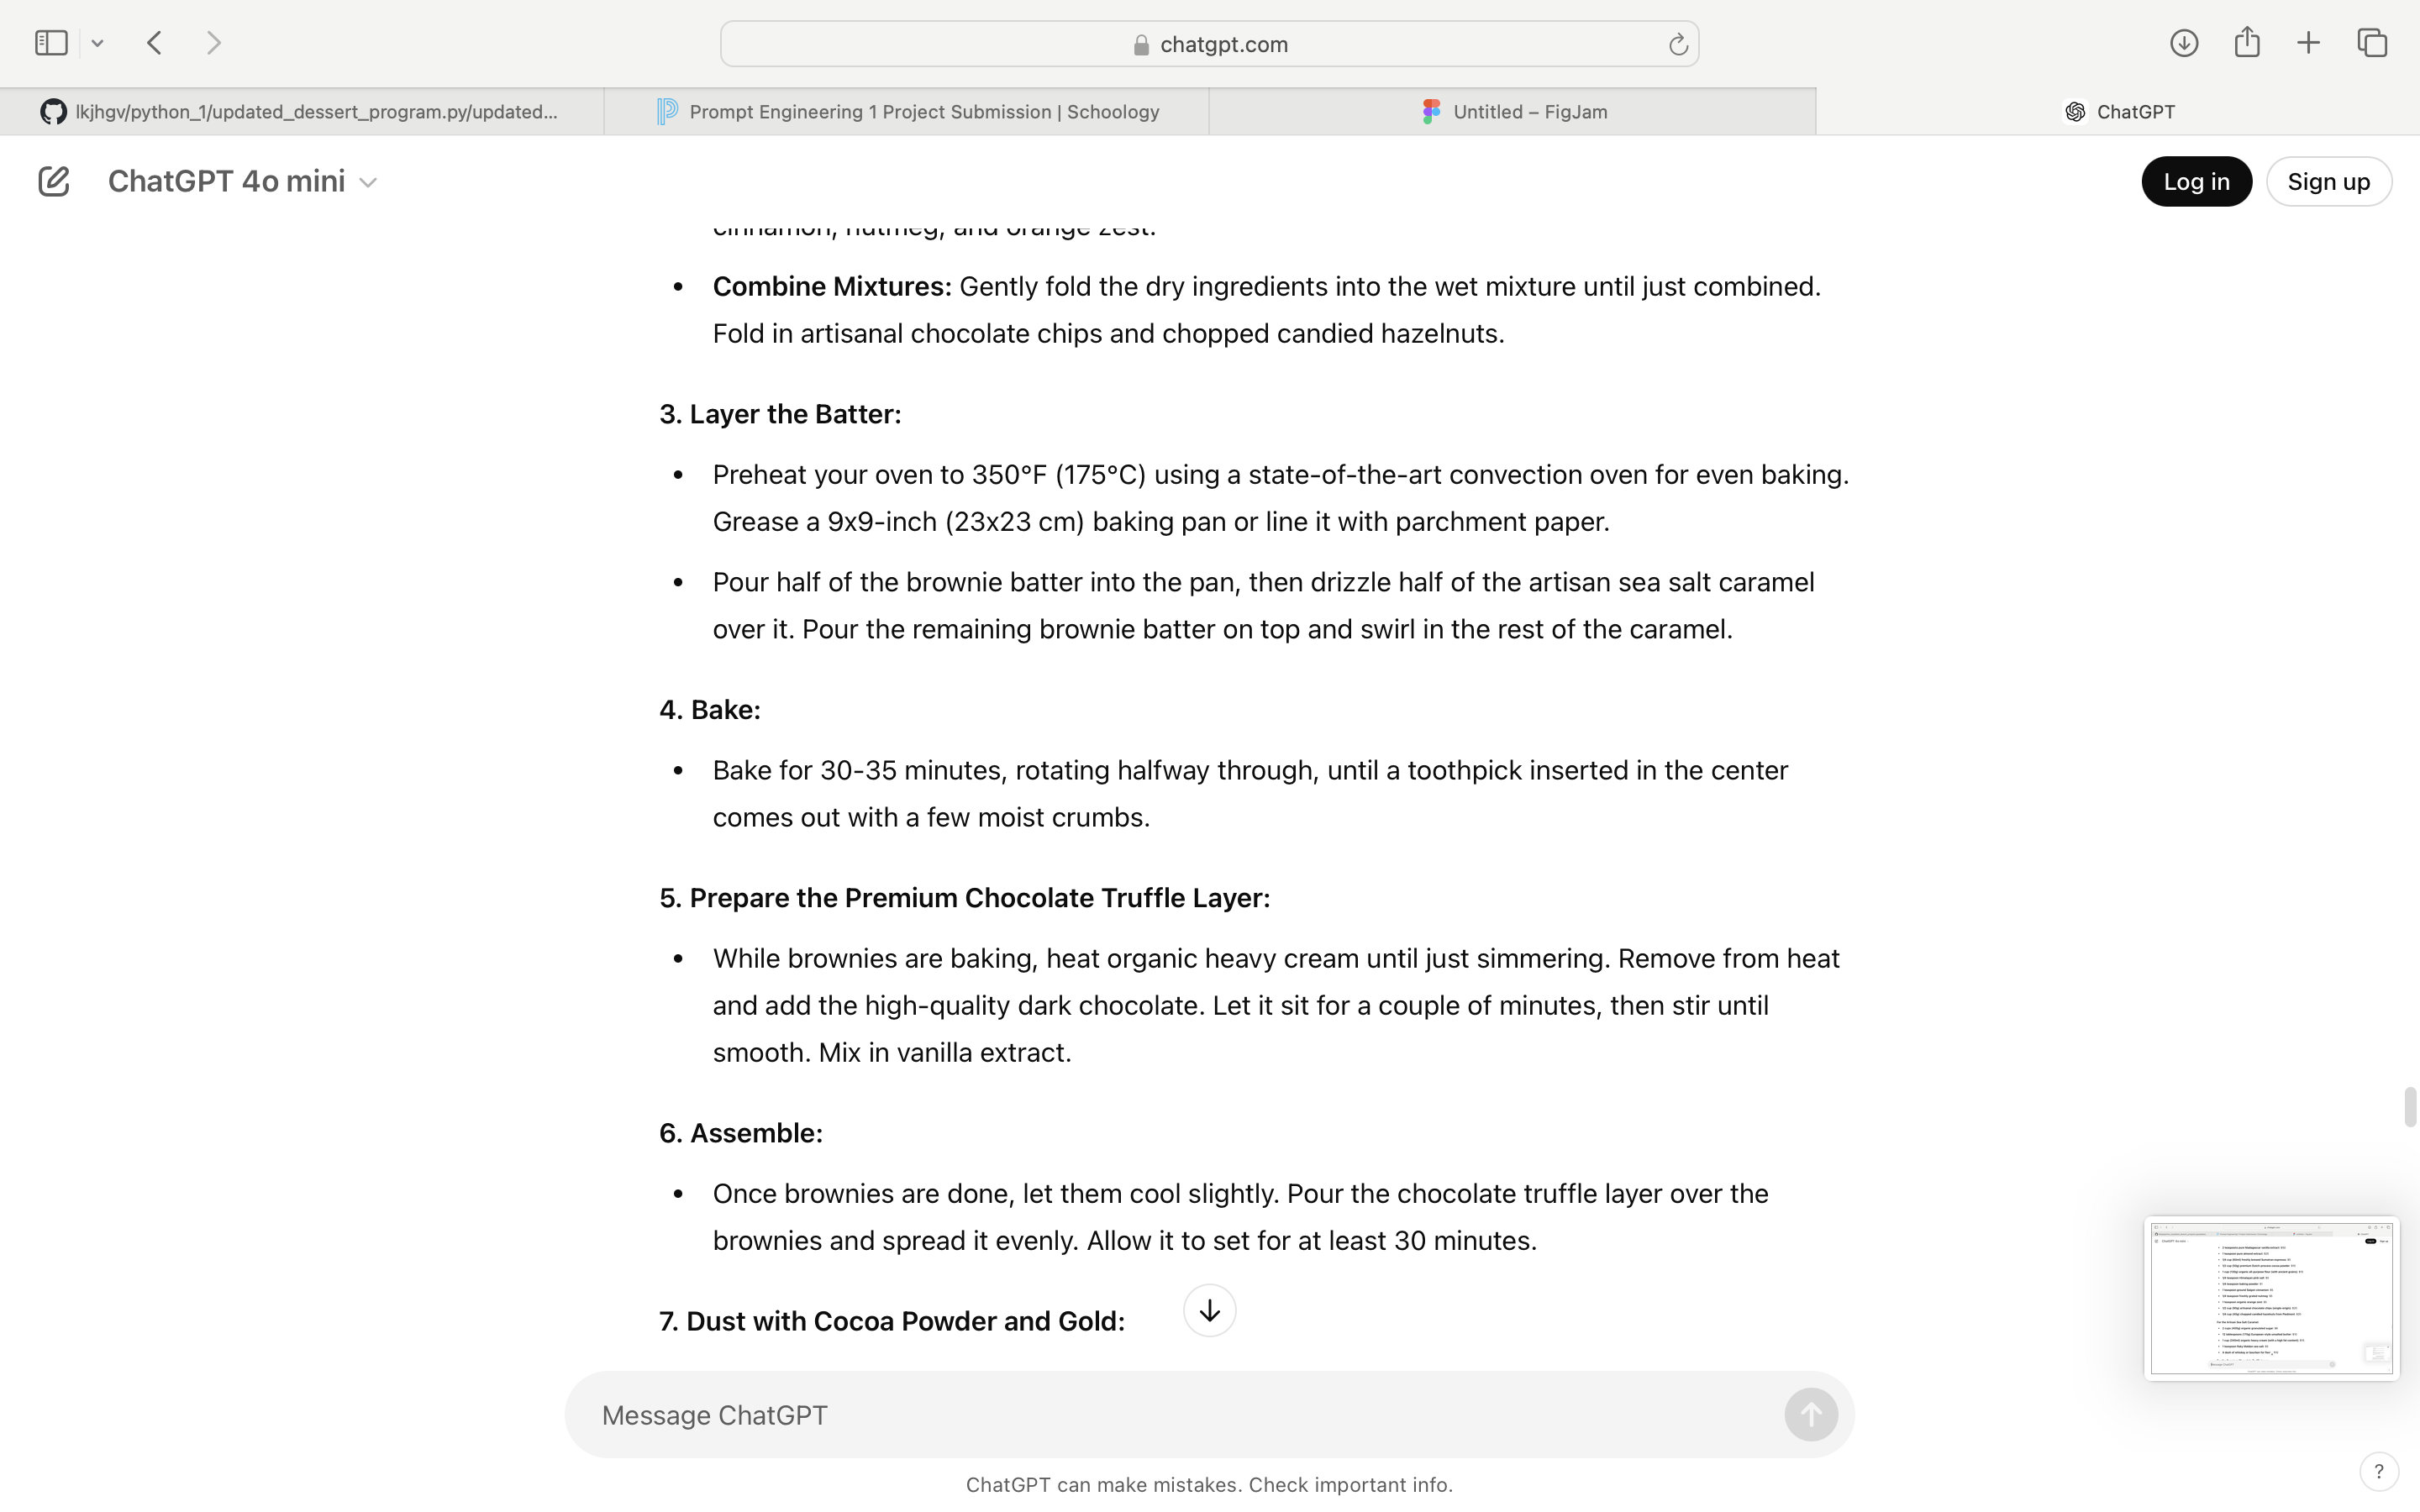 chatgpt.com
lkjhgv/python_1/updated_dessert_program.py/updated...
Prompt Engineering 1 Project Submission | Schoology
Untitled – FigJam
ChatGPT
ChatGPT 4o mini
Log in
Sign up
cinnamon, nutmeg, and orange zest.
• Combine Mixtures: Gently fold the dry ingredients into the wet mixture until just combined.
Fold in artisanal chocolate chips and chopped candied hazelnuts.
3. Layer the Batter:
• Preheat your oven to 350°F (175°C) using a state-of-the-art convection oven for even baking.
Grease a 9x9-inch (23x23 cm) baking pan or line it with parchment paper.
• Pour half of the brownie batter into the pan, then drizzle half of the artisan sea salt caramel
over it. Pour the remaining brownie batter on top and swirl in the rest of the caramel.
4. Bake:
• Bake for 30-35 minutes, rotating halfway through, until a toothpick inserted in the center
comes out with a few moist crumbs.
5. Prepare the Premium Chocolate Truffle Layer:
• While brownies are baking, heat organic heavy cream until just simmering. Remove from heat
and add the high-quality dark chocolate. Let it sit for a couple of minutes, then stir until
smooth. Mix in vanilla extract.
6. Assemble:
• Once brownies are done, let them cool slightly. Pour the chocolate truffle layer over the
brownies and spread it evenly. Allow it to set for at least 30 minutes.
7. Dust with Cocoa Powder and Gold:
Message ChatGPT
ChatGPT can make mistakes. Check important info.
?